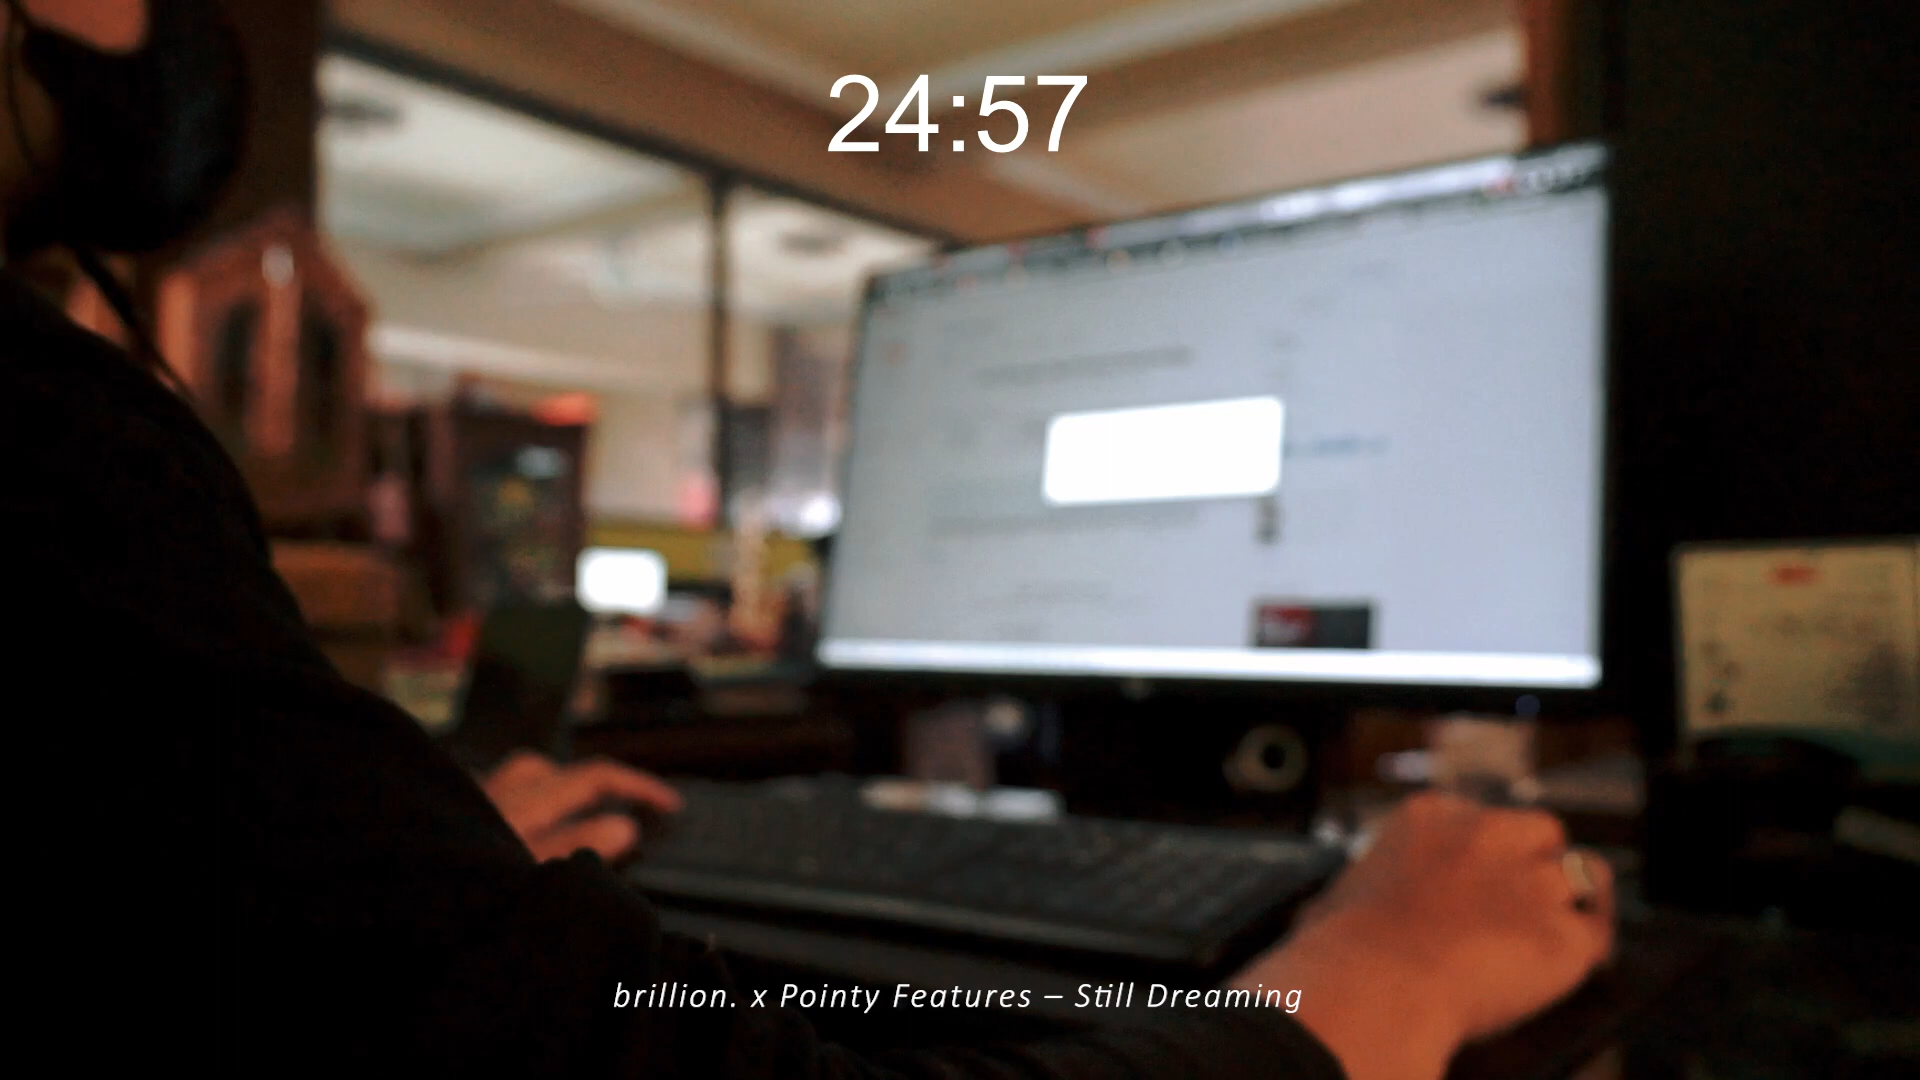 24:57
brillion. x Pointy Features – Still Dreaming